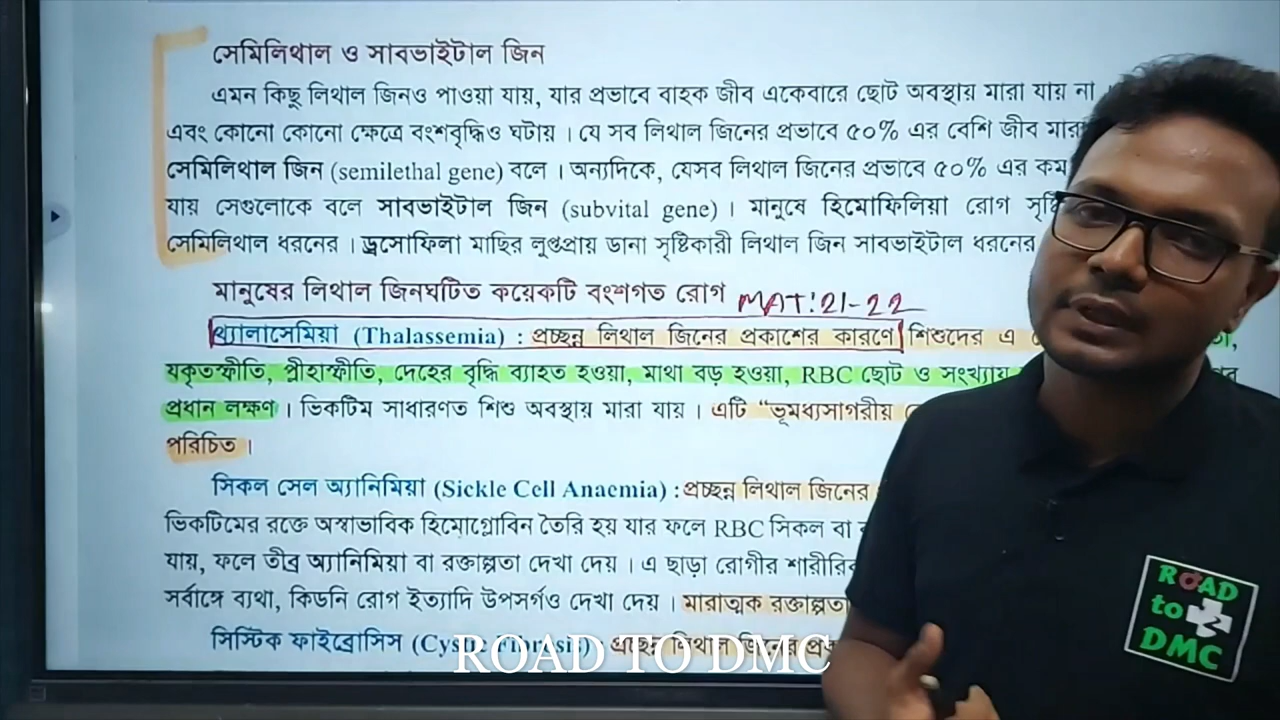 সেমিলিথাল ও সাবভাইটাল জিন
এমন কিছু লিথাল জিনও পাওয়া যায়, যার প্রভাবে বাহক জীব একেবারে ছোট অবস্থায় মারা যায় না
এবং কোনো কোনো ক্ষেত্রে বংশবৃদ্ধিও ঘটায় । যে সব লিথাল জিনের প্রভাবে ৫০% এর বেশি জীব
সেমিলিথাল জিন (semilethal gene) বলে । অন্যদিকে, যেসব লিথাল জিনের প্রভাবে ৫০% এর কম
যায় সেগুলোকে বলে সাবভাইটাল জিন (subvital gene) । মানুষে হিমোফিলিয়া রোগ
সেমিলিথাল ধরনের । ড্রসোফিলা মাছির লুপ্তপ্রায় ডানা সৃষ্টিকারী লিথাল জিন সাবভাইটাল ধরনের
মানুষের লিথাল জিনঘটিত কয়েকটি বংশগত রোগ MAT:21-22
থ্যালাসেমিয়া (Thalassemia) : প্রচ্ছন্ন লিথাল জিনের প্রকাশের কারণে শিশুদের এ
যকৃতস্ফীতি, প্লীহাস্ফীতি, দেহের বৃদ্ধি ব্যাহত হওয়া, মাথা বড় হওয়া, RBC ছোট ও সংখ্যায়
প্রধান লক্ষণ । ভিকটিম সাধারণত শিশু অবস্থায় মারা যায় । এটি “ভূমধ্যসাগরীয়
পরিচিত ।
সিকল সেল অ্যানিমিয়া (Sickle Cell Anaemia) : প্রচ্ছন্ন লিথাল জিনের
ভিকটিমের রক্তে অস্বাভাবিক হিমোগ্লোবিন তৈরি হয় যার ফলে RBC সিকল বা
যায়, ফলে তীব্র অ্যানিমিয়া বা রক্তাল্পতা দেখা দেয় । এ ছাড়া রোগীর
সর্বাঙ্গে ব্যথা, কিডনি রোগ ইত্যাদি উপসর্গও দেখা দেয় । মারাত্মক রক্তাল্পতা
সিস্টিক ফাইব্রোসিস (Cystic Fibrosis) : প্রচ্ছন্ন লিথাল জিনের
ROAD TO DMC
ROAD
to
DMC